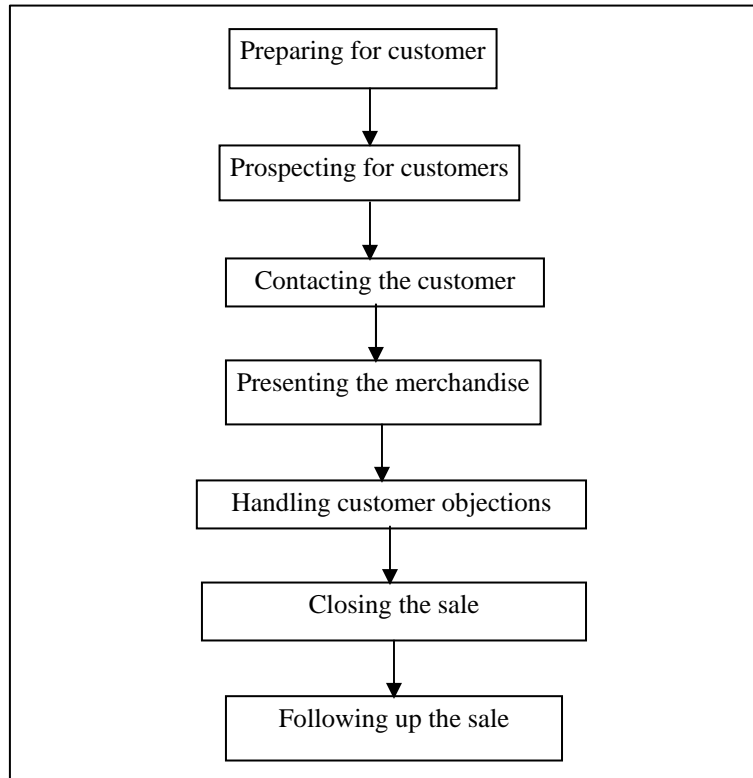 Preparing for customer
Prospecting for customers
Contacting the customer
Presenting the merchandise
Handling customer objections
Closing the sale
Following up the sale